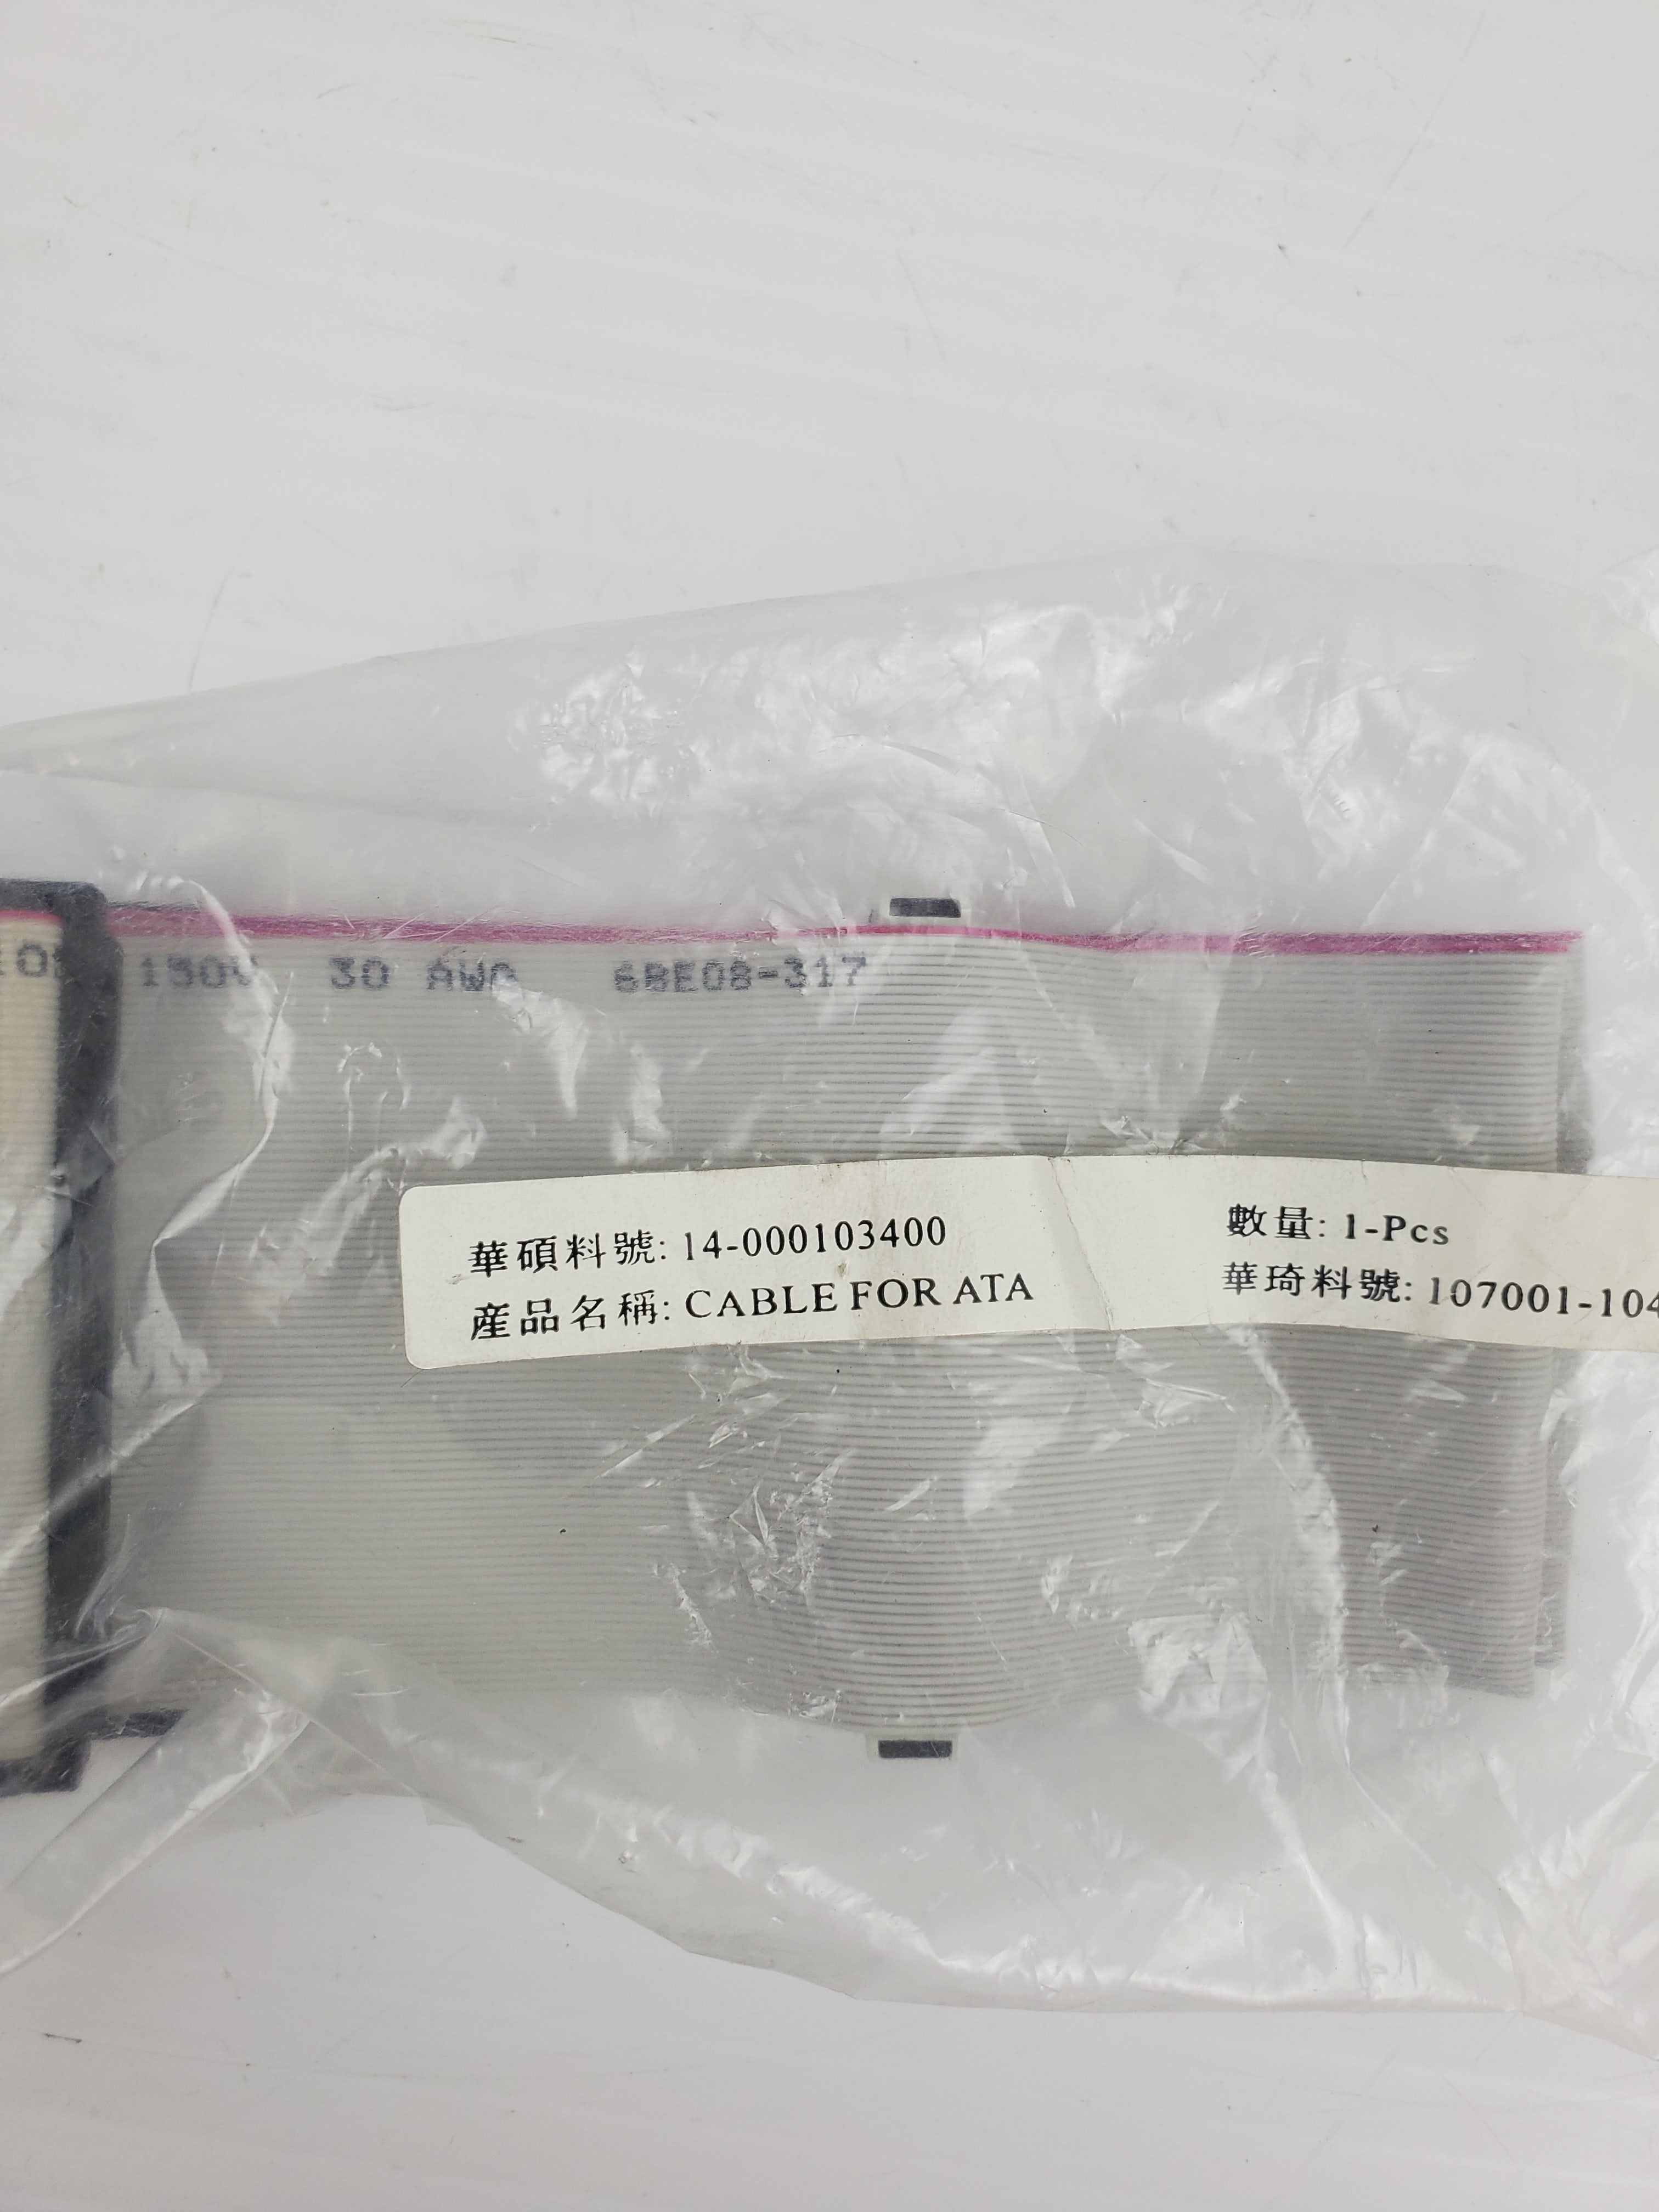 150V 30 AWG 6BE08-317
華碩料號: 14-000103400
產品名稱: CABLE FOR ATA
數量: 1-Pcs
華琦料號: 107001-104